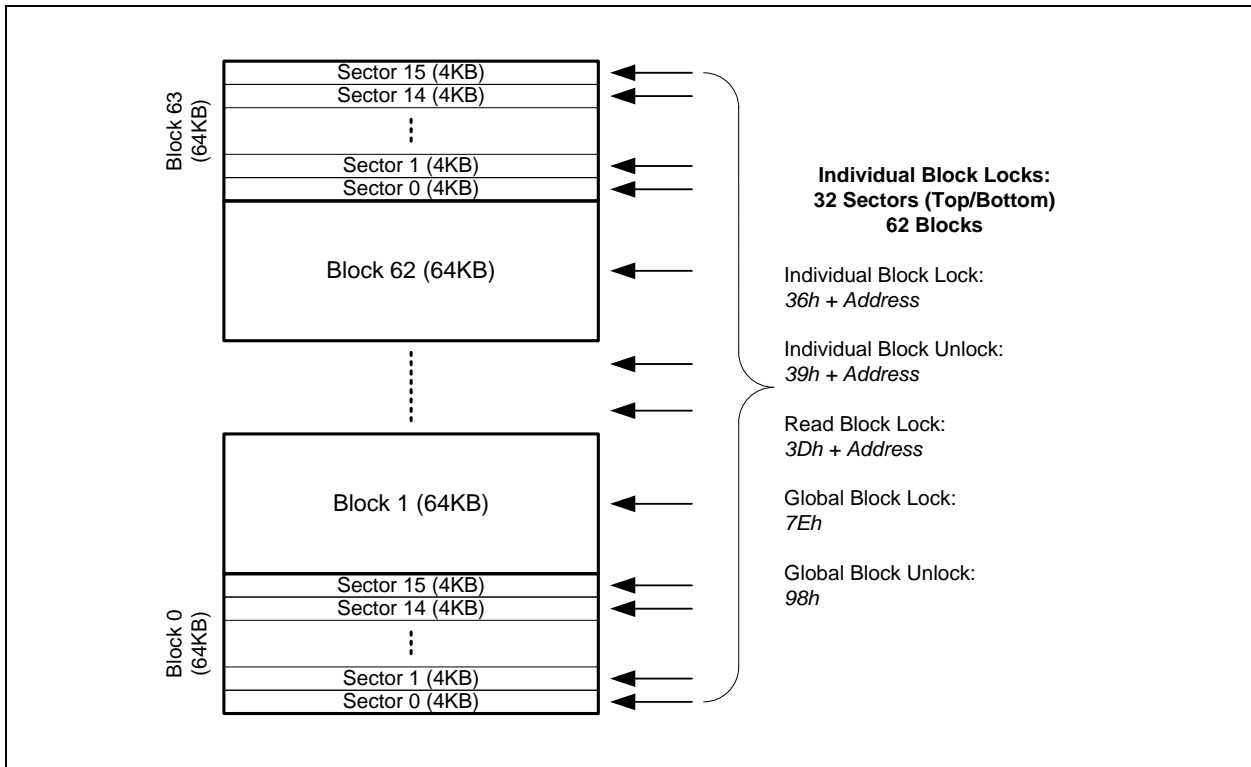 Block 63
(64KB)
Sector 15 (4KB)
Sector 14 (4KB)
Sector 1 (4KB)
Sector 0 (4KB)
Block 62 (64KB)
Block 1 (64KB)
Block 0
(64KB)
Sector 15 (4KB)
Sector 14 (4KB)
Sector 1 (4KB)
Sector 0 (4KB)
Individual Block Locks:
32 Sectors (Top/Bottom)
62 Blocks
Individual Block Lock:
36h + Address
Individual Block Unlock:
39h + Address
Read Block Lock:
3Dh + Address
Global Block Lock:
7Eh
Global Block Unlock:
98h